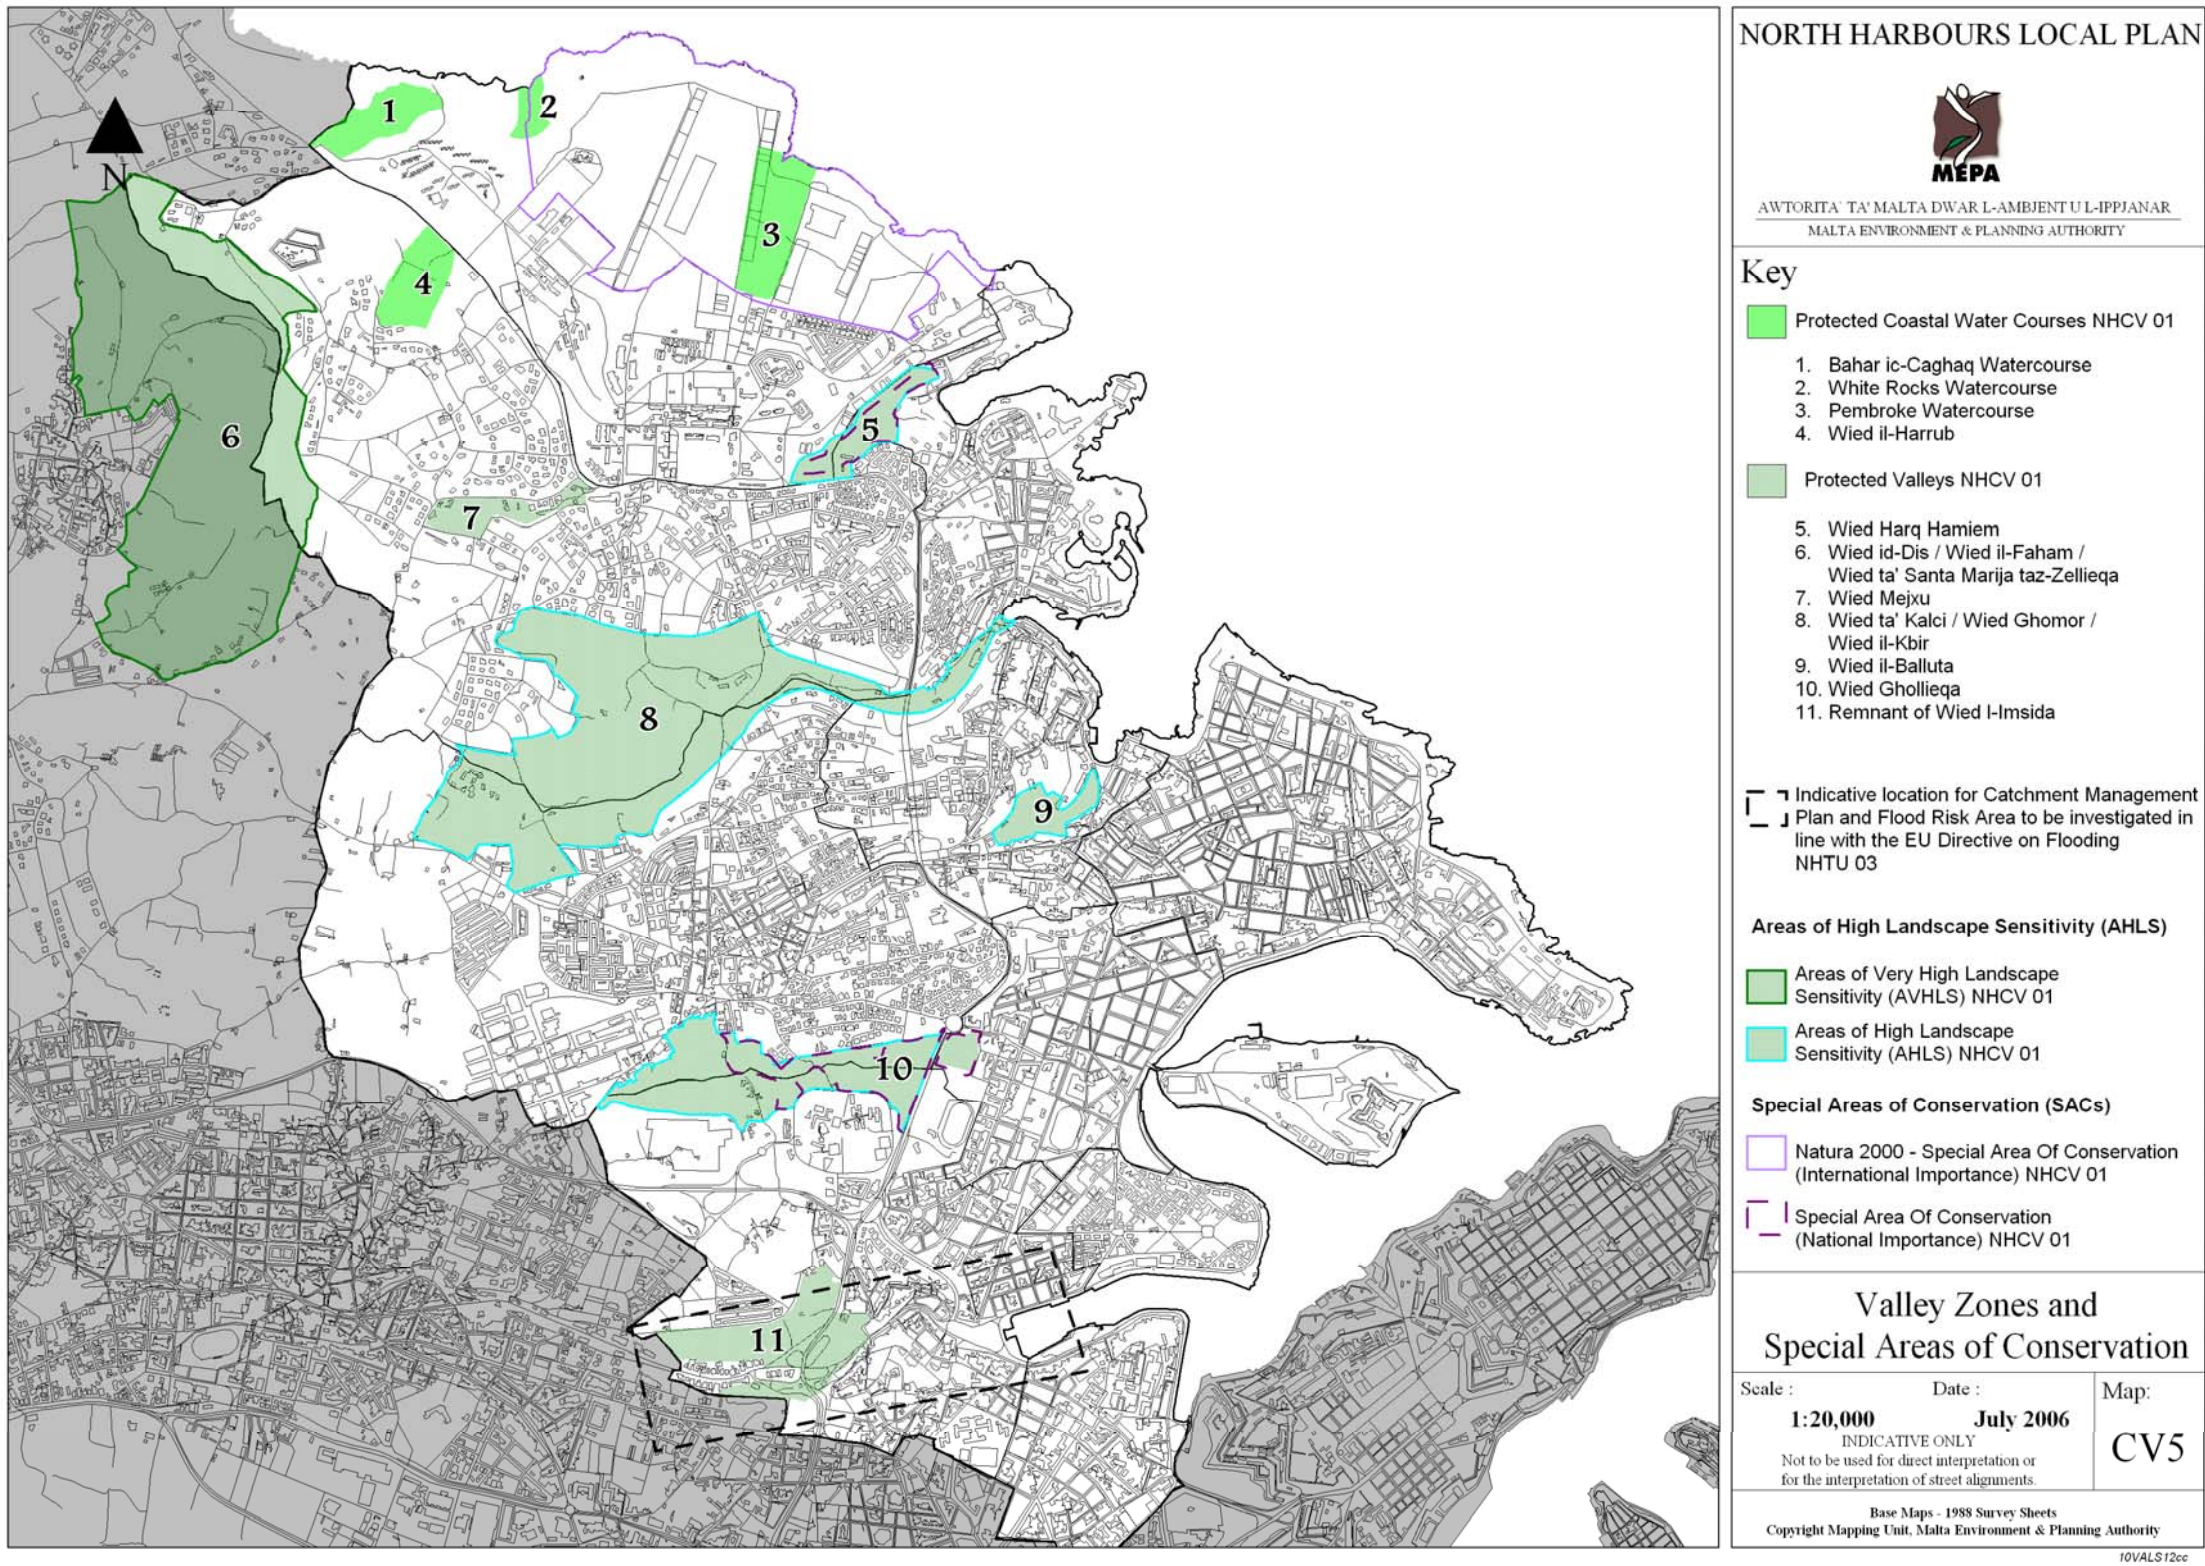 1
2
N
3
4
6
5
7
8
9
10
11
NORTH HARBOURS LOCAL PLAN
MEPA
AWTORITA` TA' MALTA DWAR L-AMBJENT U L-IPPJANAR
MALTA ENVIRONMENT & PLANNING AUTHORITY
Key
Protected Coastal Water Courses NHCV 01
1. Bahar ic-Caghaq Watercourse
2. White Rocks Watercourse
3. Pembroke Watercourse
4. Wied il-Harrub
Protected Valleys NHCV 01
5. Wied Harq Hamiem
6. Wied id-Dis / Wied il-Faham /
Wied ta' Santa Marija taz-Zellieqa
7. Wied Mejxu
8. Wied ta' Kalci / Wied Ghomor /
Wied il-Kbir
9. Wied il-Balluta
10. Wied Ghollieqa
11. Remnant of Wied l-Imsida
Indicative location for Catchment Management
Plan and Flood Risk Area to be investigated in
line with the EU Directive on Flooding
NHTU 03
Areas of High Landscape Sensitivity (AHLS)
Areas of Very High Landscape
Sensitivity (AVHLS) NHCV 01
Areas of High Landscape
Sensitivity (AHLS) NHCV 01
Special Areas of Conservation (SACs)
Natura 2000 - Special Area Of Conservation
(International Importance) NHCV 01
Special Area Of Conservation
(National Importance) NHCV 01
Valley Zones and
Special Areas of Conservation
Scale : Date : Map:
1:20,000 July 2006
INDICATIVE ONLY
Not to be used for direct interpretation or
for the interpretation of street alignments.
CV5
Base Maps - 1988 Survey Sheets
Copyright Mapping Unit, Malta Environment & Planning Authority
10VALS12cc